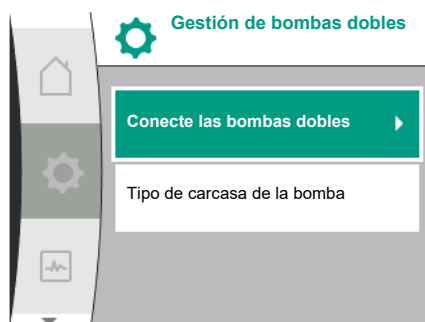 Gestión de bombas dobles
Conecte las bombas dobles
Tipo de carcasa de la bomba